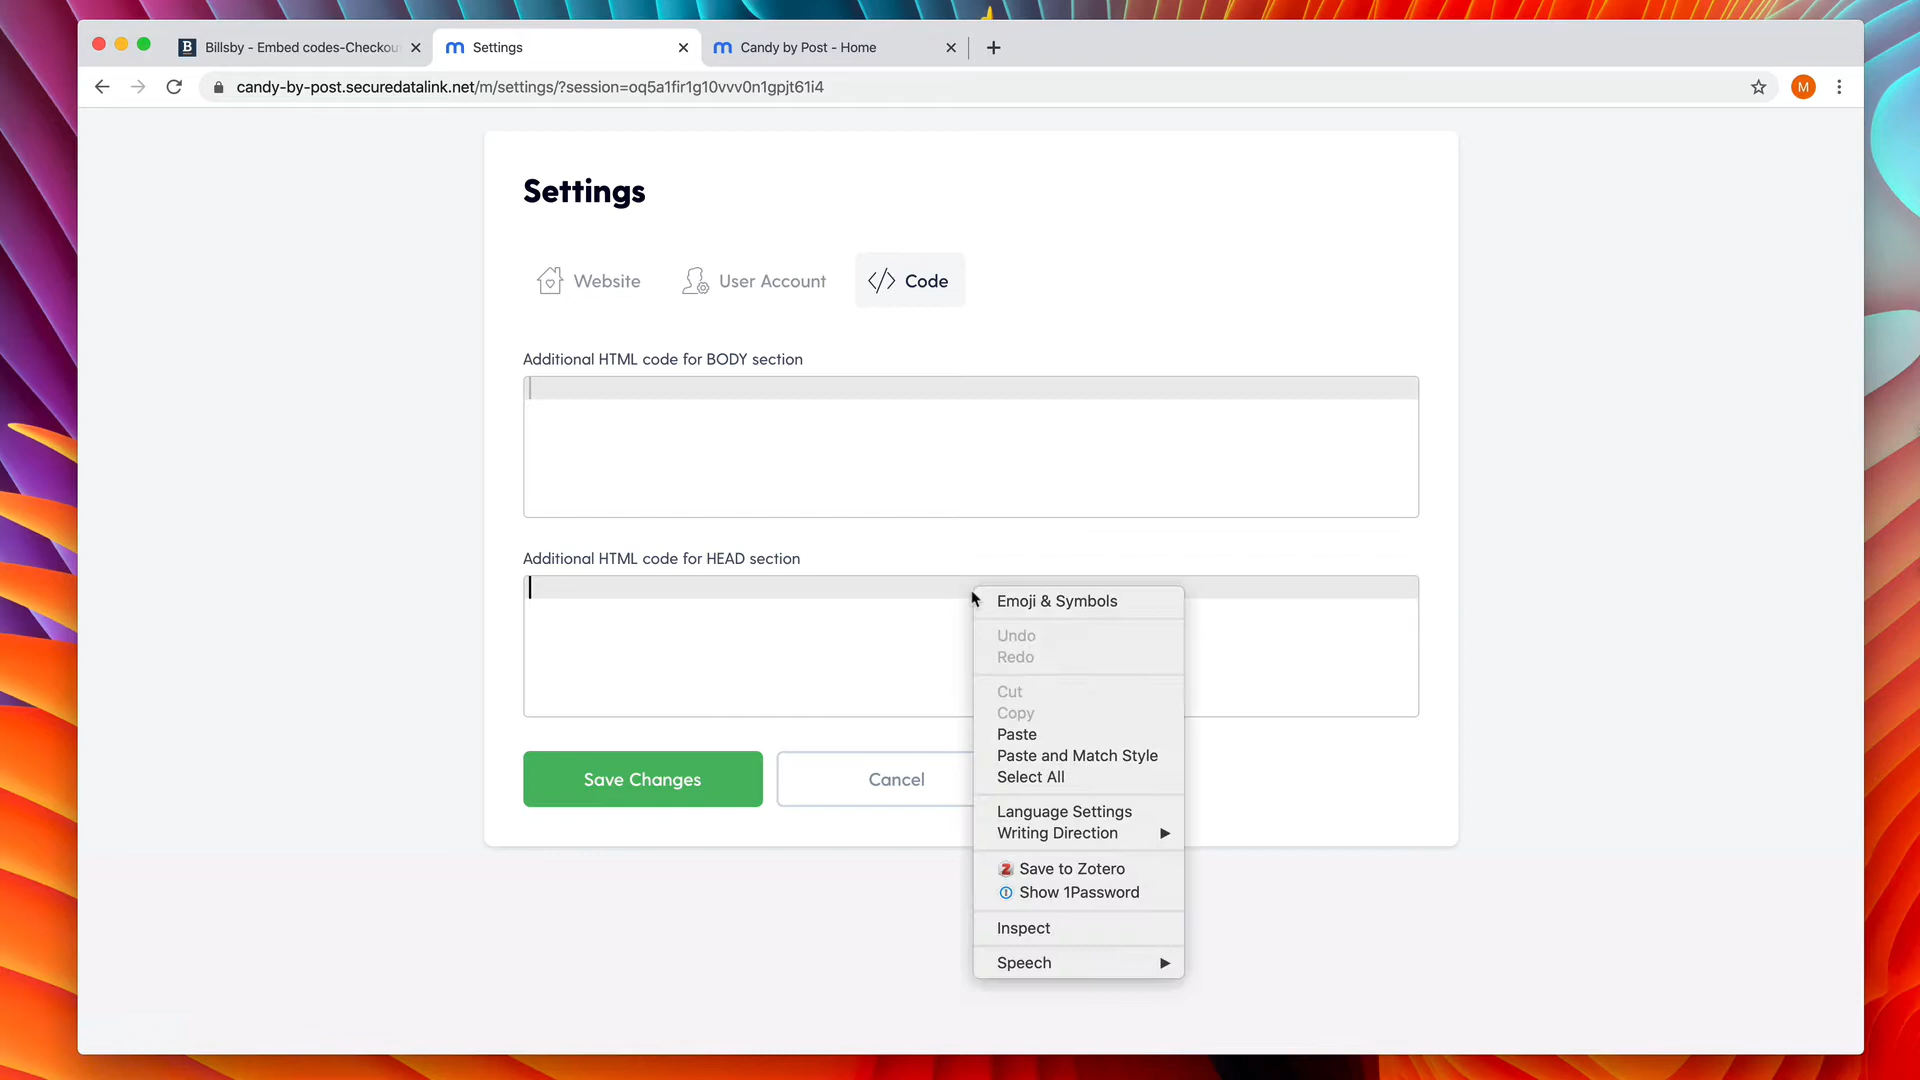 Billsby - Embed codes-Checkou
Settings
Candy by Post - Home
candy-by-post.securedatalink.net/m/settings/?session=oq5a1fir1g10vvv0n1gpjt61i4
M
Settings
Website
User Account
</> Code
Additional HTML code for BODY section
Additional HTML code for HEAD section
Save Changes
Cancel
Emoji & Symbols
Undo
Redo
Cut
Copy
Paste
Paste and Match Style
Select All
Language Settings
Writing Direction
Save to Zotero
Show 1Password
Inspect
Speech